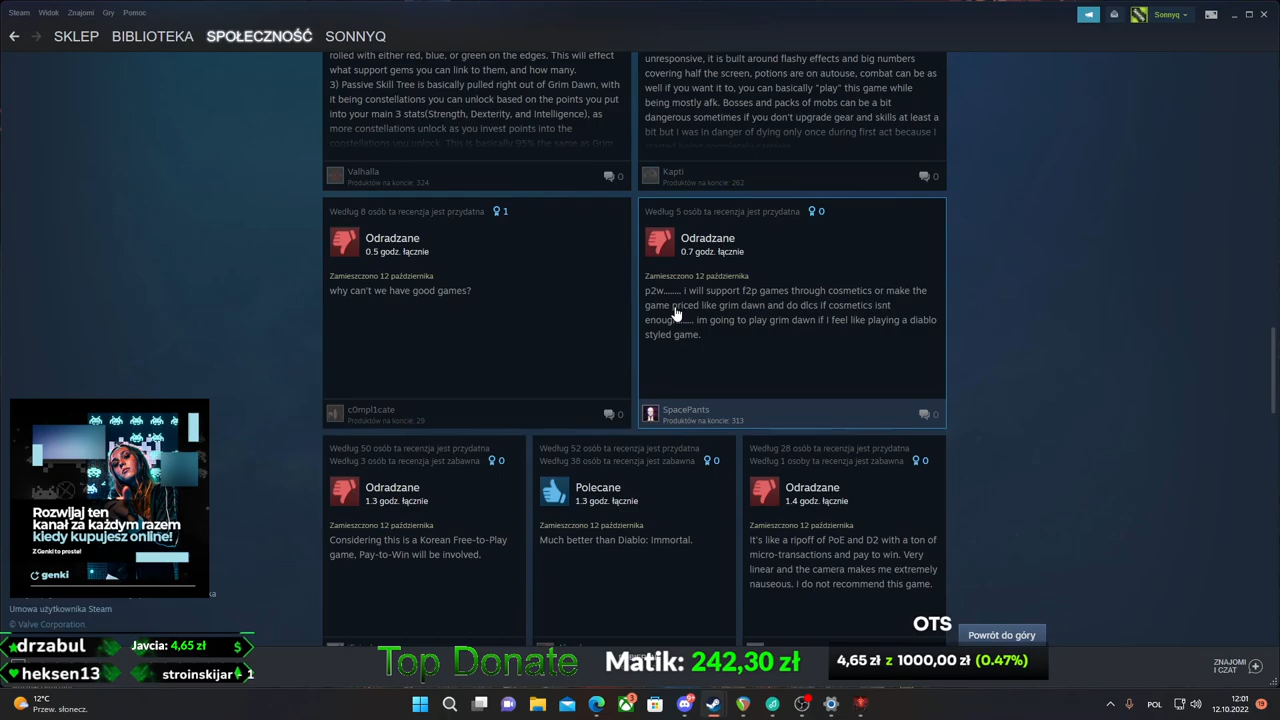 Steam Widok Znajomi Gry Pomoc
Sonnyq
SKLEP BIBLIOTEKA SPOŁECZNOŚĆ SONNYQ
rolled with either red, blue, or green on the edges. This will effect
what support gems you can link to them, and how many.
3) Passive Skill Tree is basically pulled right out of Grim Dawn, with
it being constellations you can unlock based on the points you put
into your main 3 stats(Strength, Dexterity, and Intelligence), as
more constellations unlock as you invest points into the
constellations you unlock. This is basically 95% the same as Grim
Valhalla
Produktów na koncie: 324
0
unresponsive, it is built around flashy effects and big numbers
covering half the screen, potions are on autouse, combat can be as
well if you want it to, you can basically "play" this game while
being mostly afk. Bosses and packs of mobs can be a bit
dangerous sometimes if you don't upgrade gear and skills at least a
bit but I was in danger of dying only once during first act because I
Kapti
Produktów na koncie: 262
0
Według 8 osób ta recenzja jest przydatna 1
Odradzane
0.5 godz. łącznie
Zamieszczono 12 października
why can't we have good games?
c0mpl1cate
Produktów na koncie: 29
0
Według 5 osób ta recenzja jest przydatna 0
Odradzane
0.7 godz. łącznie
Zamieszczono 12 października
p2w........ i will support f2p games through cosmetics or make the
game priced like grim dawn and do dlcs if cosmetics isnt
enough...... im going to play grim dawn if i feel like playing a diablo
styled game.
SpacePants
Produktów na koncie: 313
0
Według 50 osób ta recenzja jest przydatna
Według 3 osób ta recenzja jest zabawna 0
Odradzane
1.3 godz. łącznie
Zamieszczono 12 października
Considering this is a Korean Free-to-Play
game, Pay-to-Win will be involved.
Według 52 osób ta recenzja jest przydatna
Według 38 osób ta recenzja jest zabawna 0
Polecane
1.3 godz. łącznie
Zamieszczono 12 października
Much better than Diablo: Immortal.
Według 28 osób ta recenzja jest przydatna
Według 1 osoby ta recenzja jest zabawna 0
Odradzane
1.4 godz. łącznie
Zamieszczono 12 października
It's like a ripoff of PoE and D2 with a ton of
micro-transactions and pay to win. Very
linear and the camera makes me extremely
nauseous. I do not recommend this game.
Rozwijaj ten
kanał za każdym razem
kiedy kupujesz online!
Z Genki to proste!
genki
Umowa użytkownika Steam
© Valve Corporation.
OTS
Powrót do góry
drzabul Javcia: 4,65 zł $
heksen13 stroinskijar - 1
Top Donate Matik: 242,30 zł
4,65 zł z 1000,00 zł (0.47%)
ZNAJOMI
I CZAT
12°C
Przew. słonecz.
POL
12:01
12.10.2022